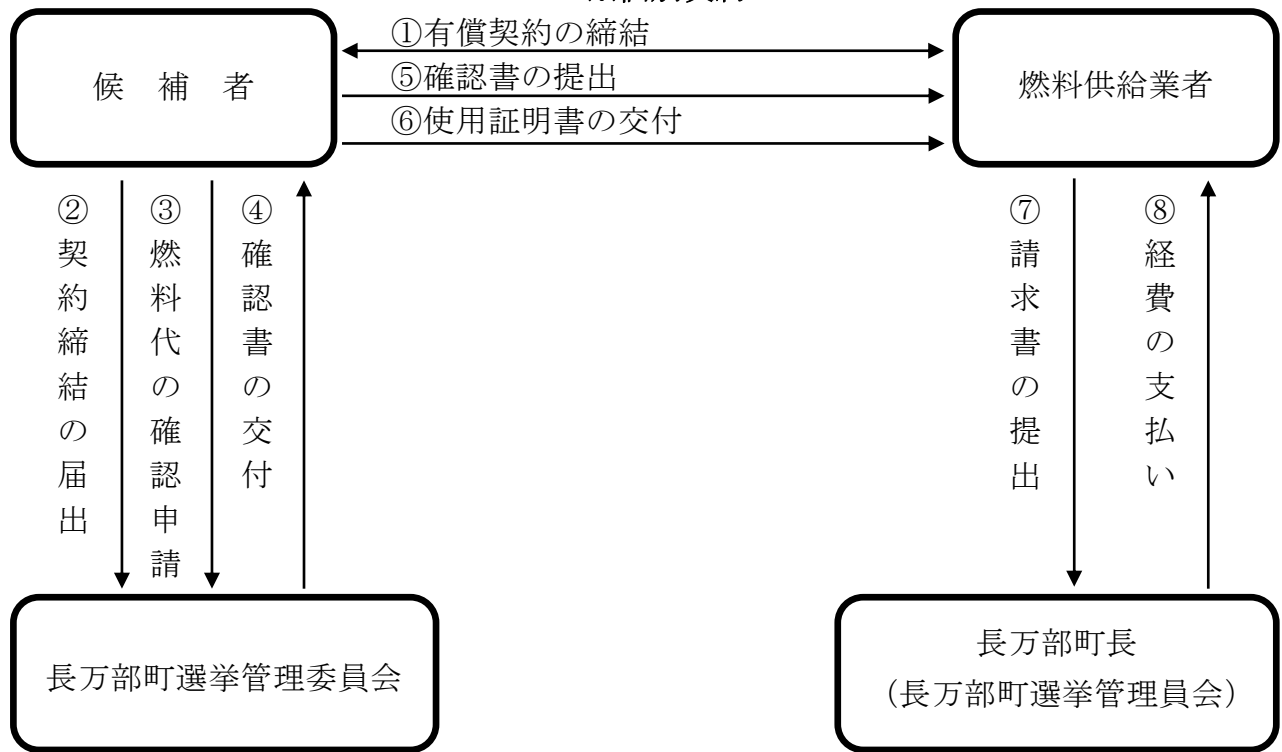 ①有償契約の締結
⑤確認書の提出
⑥使用証明書の交付
候　補　者
燃料供給業者
②契約締結の届出
③燃料代の確認申請
④確認書の交付
⑦請求書の提出
⑧経費の支払い
長万部町選挙管理委員会
長万部町長
（長万部町選挙管理員会）